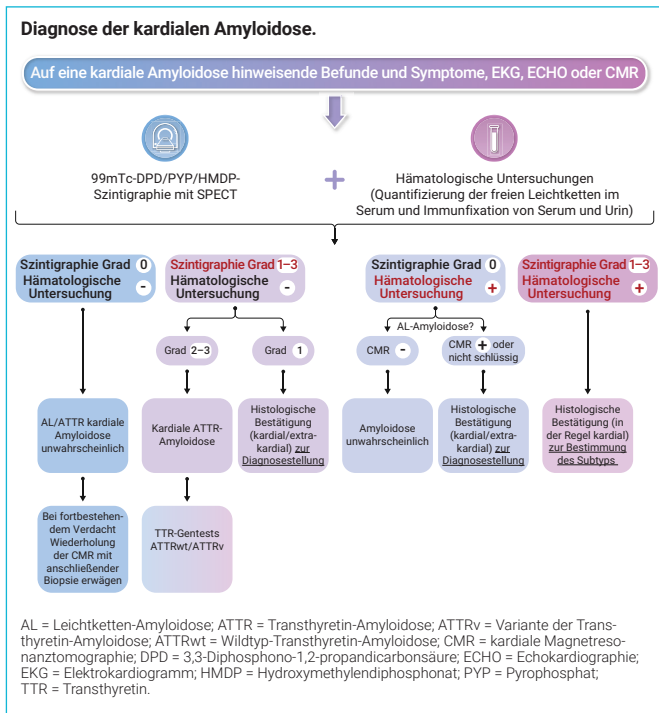 Diagnose der kardialen Amyloidose.
Auf eine kardiale Amyloidose hinweisende Befunde und Symptome, EKG, ECHO oder CMR
99mTc-DPD/PYP/HMDP-
Szintigraphie mit SPECT
+
Hämatologische Untersuchungen
(Quantifizierung der freien Leichtketten im
Serum und Immunfixation von Serum und Urin)
Szintigraphie Grad 0
Hämatologische
Untersuchung -
Szintigraphie Grad 1–3
Hämatologische
Untersuchung -
Szintigraphie Grad 0
Hämatologische
Untersuchung +
Szintigraphie Grad 1–3
Hämatologische
Untersuchung +
Grad 2–3
Grad 1
AL-Amyloidose?
CMR -
CMR + oder
nicht schlüssig
AL/ATTR kardiale
Amyloidose
unwahrscheinlich
Kardiale ATTR-
Amyloidose
Histologische
Bestätigung
(kardial/extra-
kardial) zur
Diagnosestellung
Amyloidose
unwahrscheinlich
Histologische
Bestätigung
(kardial/extra-
kardial) zur
Diagnosestellung
Histologische
Bestätigung (in
der Regel kardial)
zur Bestimmung
des Subtyps
Bei fortbestehen-
dem Verdacht
Wiederholung
der CMR mit
anschließender
Biopsie erwägen
TTR-Gentests
ATTRwt/ATTRv
AL = Leichtketten-Amyloidose; ATTR = Transthyretin-Amyloidose; ATTRv = Variante der Trans-
thyretin-Amyloidose; ATTRwt = Wildtyp-Transthyretin-Amyloidose; CMR = kardiale Magnetreso-
nanztomographie; DPD = 3,3-Diphosphono-1,2-propandicarbonsäure; ECHO = Echokardiographie;
EKG = Elektrokardiogramm; HMDP = Hydroxymethylendiphosphonat; PYP = Pyrophosphat;
TTR = Transthyretin.